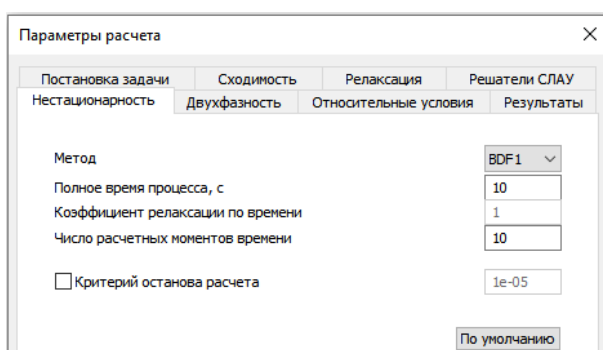 Параметры расчета
Постановка задачи Сходимость Релаксация Решатели СЛАУ
Нестационарность Двухфазность Относительные условия Результаты
Метод BDF1
Полное время процесса, с 10
Коэффициент релаксации по времени 1
Число расчетных моментов времени 10
Критерий останова расчета 1e-05
По умолчанию